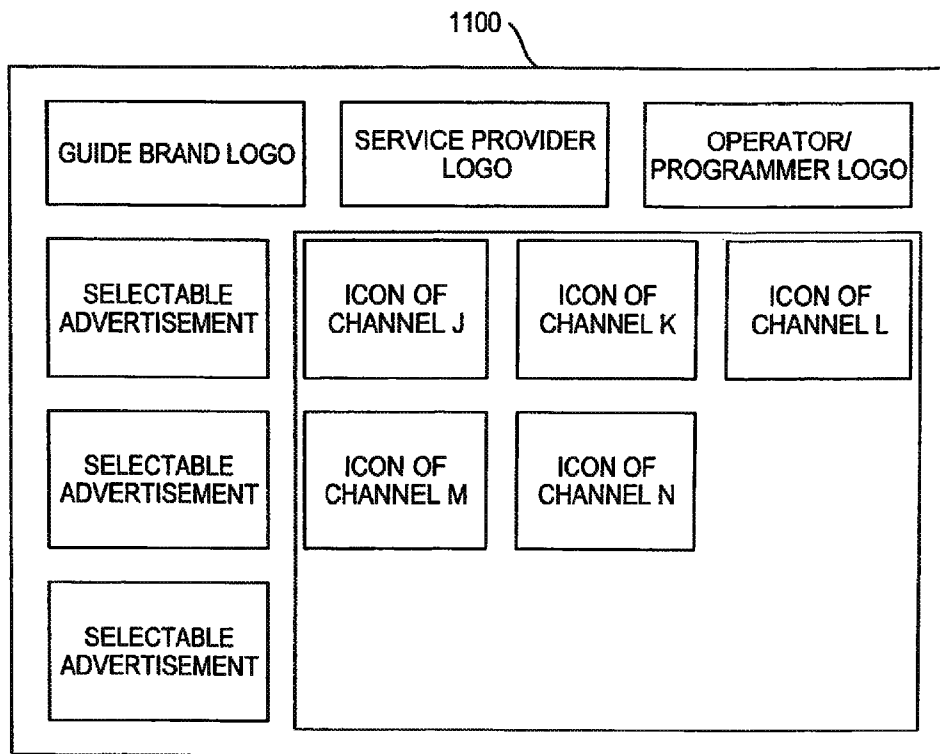 1100
GUIDE BRAND LOGO
SERVICE PROVIDER
LOGO
OPERATOR/
PROGRAMMER LOGO
SELECTABLE
ADVERTISEMENT
ICON OF
CHANNEL J
ICON OF
CHANNEL K
ICON OF
CHANNEL L
SELECTABLE
ADVERTISEMENT
ICON OF
CHANNEL M
ICON OF
CHANNEL N
SELECTABLE
ADVERTISEMENT